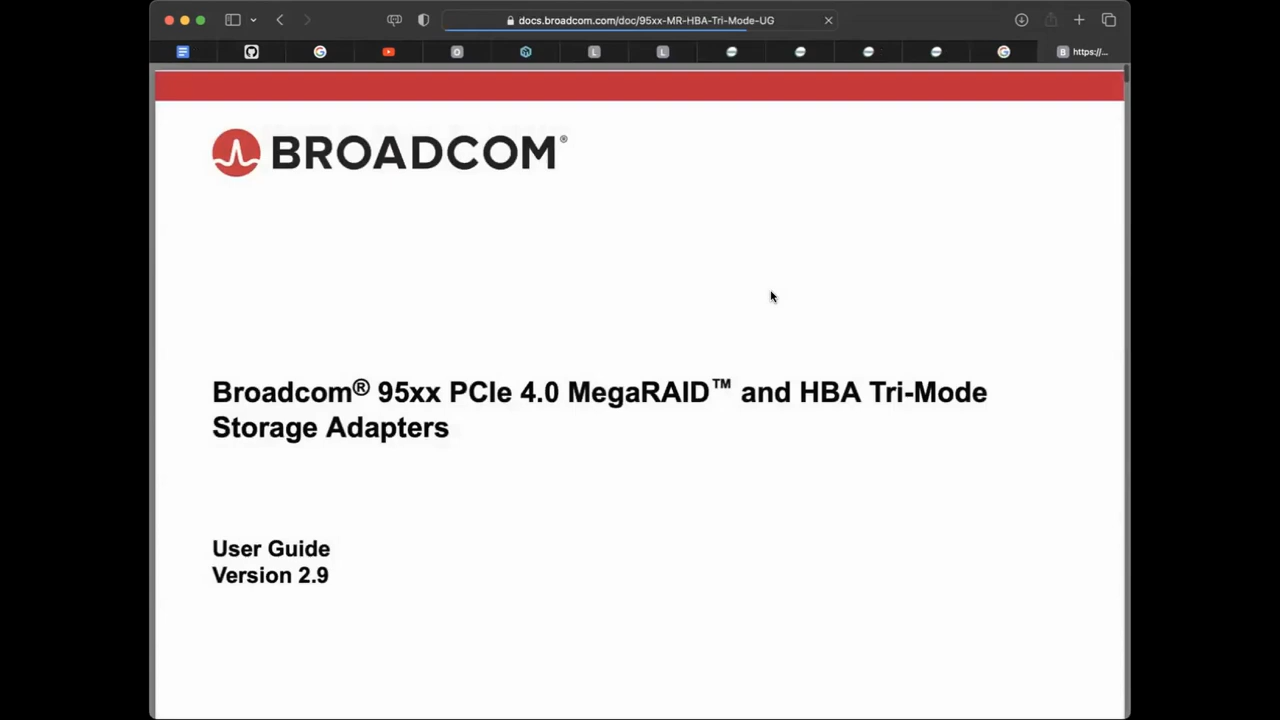 docs.broadcom.com/doc/95xx-MR-HBA-Tri-Mode-UG
O
L
L
B https://...
BROADCOM®
Broadcom® 95xx PCIe 4.0 MegaRAID™ and HBA Tri-Mode
Storage Adapters
User Guide
Version 2.9